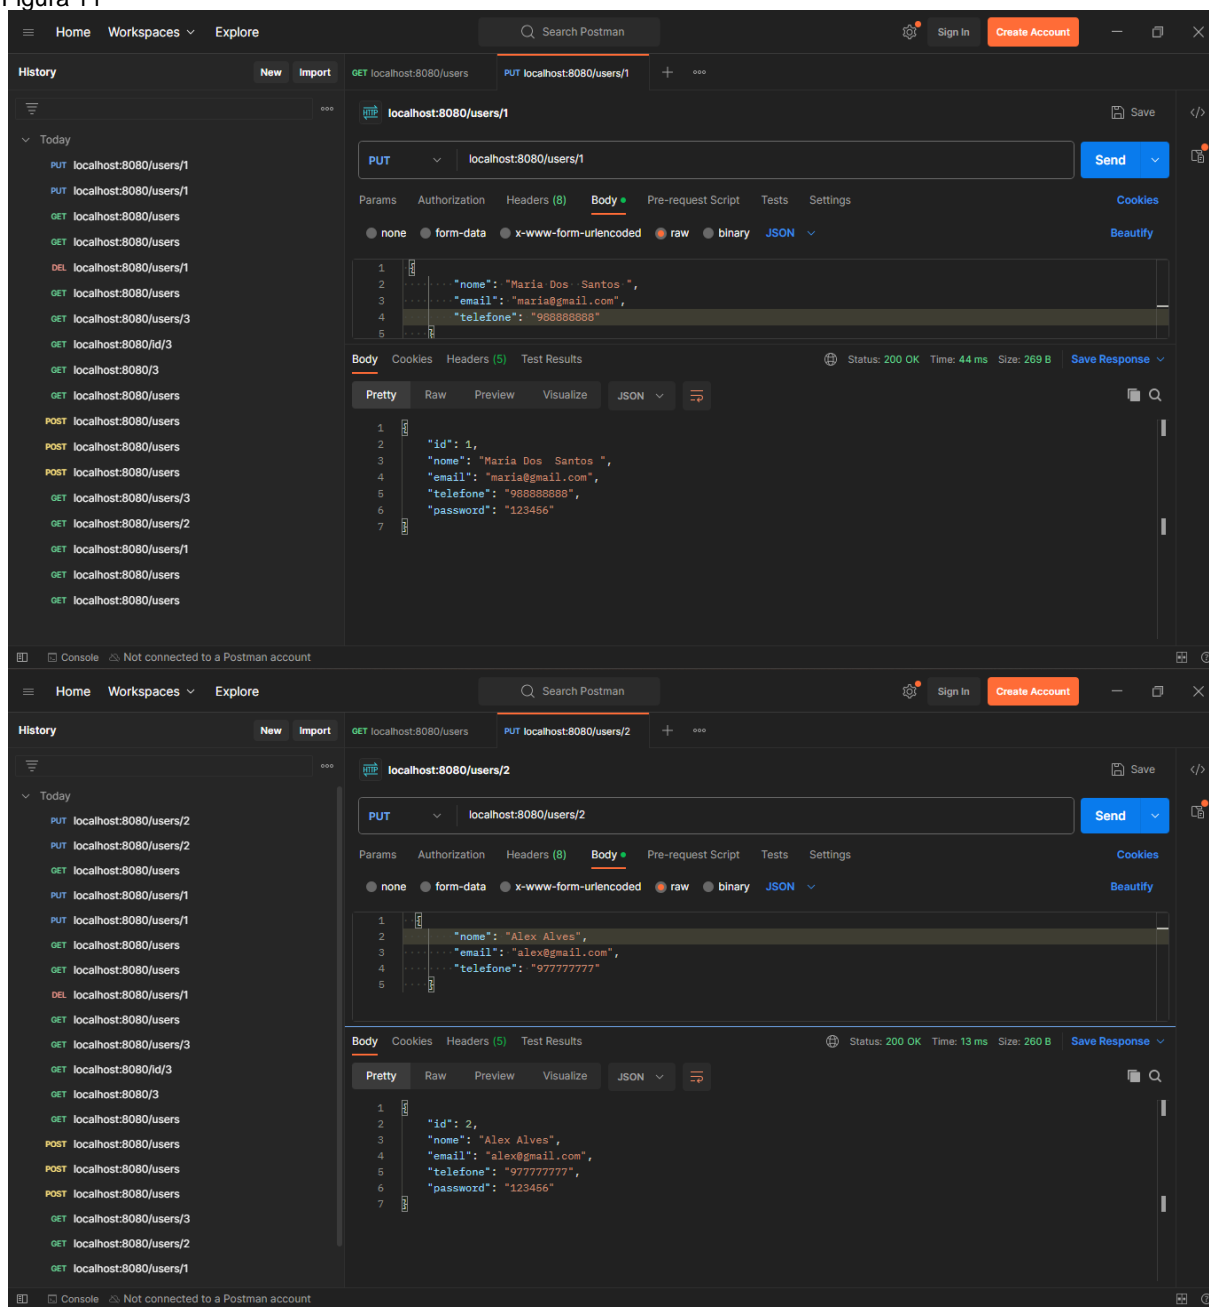 Figura 11
Home Workspaces Explore Search Postman Sign In Create Account
History New Import GET localhost:8080/users PUT localhost:8080/users/1
HTTP localhost:8080/users/1 Save
Today
PUT localhost:8080/users/1
PUT localhost:8080/users/1
GET localhost:8080/users
GET localhost:8080/users
DEL localhost:8080/users/1
GET localhost:8080/users
GET localhost:8080/users/3
GET localhost:8080/id/3
GET localhost:8080/3
GET localhost:8080/users
POST localhost:8080/users
POST localhost:8080/users
POST localhost:8080/users
GET localhost:8080/users/3
GET localhost:8080/users/2
GET localhost:8080/users/1
GET localhost:8080/users
GET localhost:8080/users
PUT localhost:8080/users/1 Send
Params Authorization Headers (8) Body Pre-request Script Tests Settings Cookies
none form-data x-www-form-urlencoded raw binary JSON Beautify
1 {
2 "nome": "Maria Dos  Santos ",
3 "email": "maria@gmail.com",
4 "telefone": "988888888"
5 }
Body Cookies Headers (5) Test Results Status: 200 OK Time: 44 ms Size: 269 B Save Response
Pretty Raw Preview Visualize JSON
1 {
2 "id": 1,
3 "nome": "Maria Dos  Santos ",
4 "email": "maria@gmail.com",
5 "telefone": "988888888",
6 "password": "123456"
7 }
Console Not connected to a Postman account
Home Workspaces Explore Search Postman Sign In Create Account
History New Import GET localhost:8080/users PUT localhost:8080/users/2
HTTP localhost:8080/users/2 Save
Today
PUT localhost:8080/users/2
PUT localhost:8080/users/2
GET localhost:8080/users
PUT localhost:8080/users/1
PUT localhost:8080/users/1
GET localhost:8080/users
GET localhost:8080/users
DEL localhost:8080/users/1
GET localhost:8080/users
GET localhost:8080/users/3
GET localhost:8080/id/3
GET localhost:8080/3
GET localhost:8080/users
POST localhost:8080/users
POST localhost:8080/users
POST localhost:8080/users
GET localhost:8080/users/3
GET localhost:8080/users/2
GET localhost:8080/users/1
PUT localhost:8080/users/2 Send
Params Authorization Headers (8) Body Pre-request Script Tests Settings Cookies
none form-data x-www-form-urlencoded raw binary JSON Beautify
1 {
2 "nome": "Alex Alves",
3 "email": "alex@gmail.com",
4 "telefone": "977777777"
5 }
Body Cookies Headers (5) Test Results Status: 200 OK Time: 13 ms Size: 260 B Save Response
Pretty Raw Preview Visualize JSON
1 {
2 "id": 2,
3 "nome": "Alex Alves",
4 "email": "alex@gmail.com",
5 "telefone": "977777777",
6 "password": "123456"
7 }
Console Not connected to a Postman account